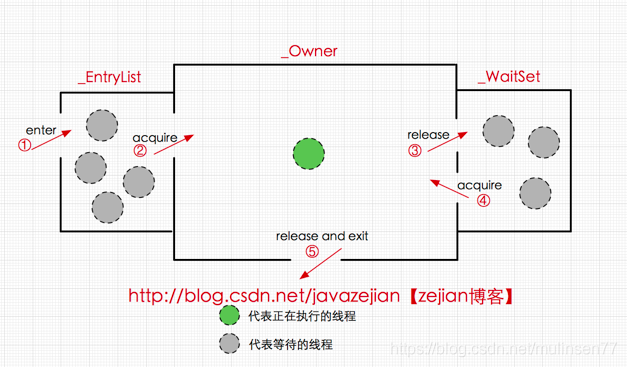 _Owner
_EntryList
_WaitSet
enter
①
acquire
②
release
③
acquire
④
release and exit
⑤
http://blog.csdn.net/javazejian【zejian博客】
代表正在执行的线程
代表等待的线程
https://blog.csdn.net/mulinsen77